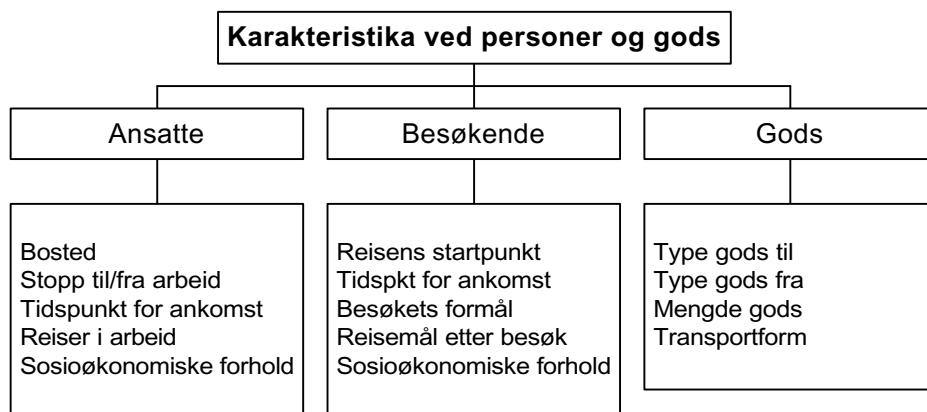 Karakteristika ved personer og gods
Ansatte
Besøkende
Gods
Bosted
Stopp til/fra arbeid
Tidspunkt for ankomst
Reiser i arbeid
Sosioøkonomiske forhold
Reisens startpunkt
Tidspkt for ankomst
Besøkets formål
Reisemål etter besøk
Sosioøkonomiske forhold
Type gods til
Type gods fra
Mengde gods
Transportform